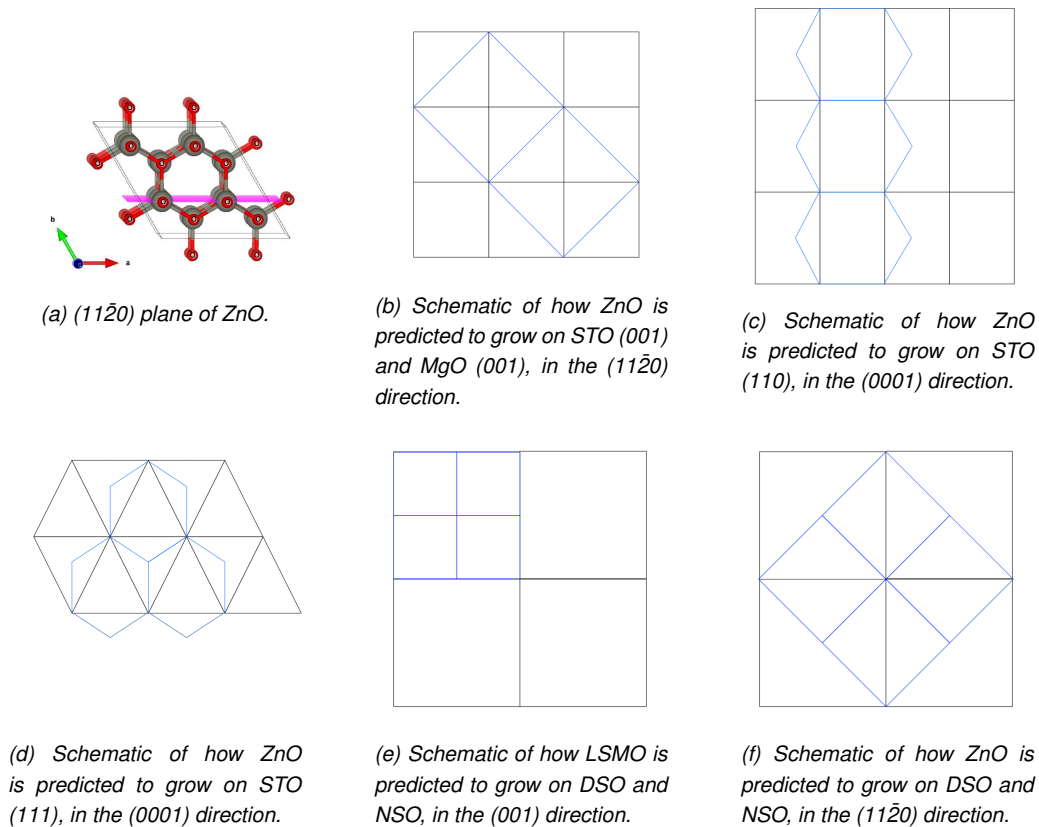 b
a
(a) (112̄0) plane of ZnO.
(b) Schematic of how ZnO is
predicted to grow on STO (001)
and MgO (001), in the (112̄0)
direction.
(c) Schematic of how ZnO
is predicted to grow on STO
(110), in the (0001) direction.
(d) Schematic of how ZnO
is predicted to grow on STO
(111), in the (0001) direction.
(e) Schematic of how LSMO is
predicted to grow on DSO and
NSO, in the (001) direction.
(f) Schematic of how ZnO is
predicted to grow on DSO and
NSO, in the (112̄0) direction.